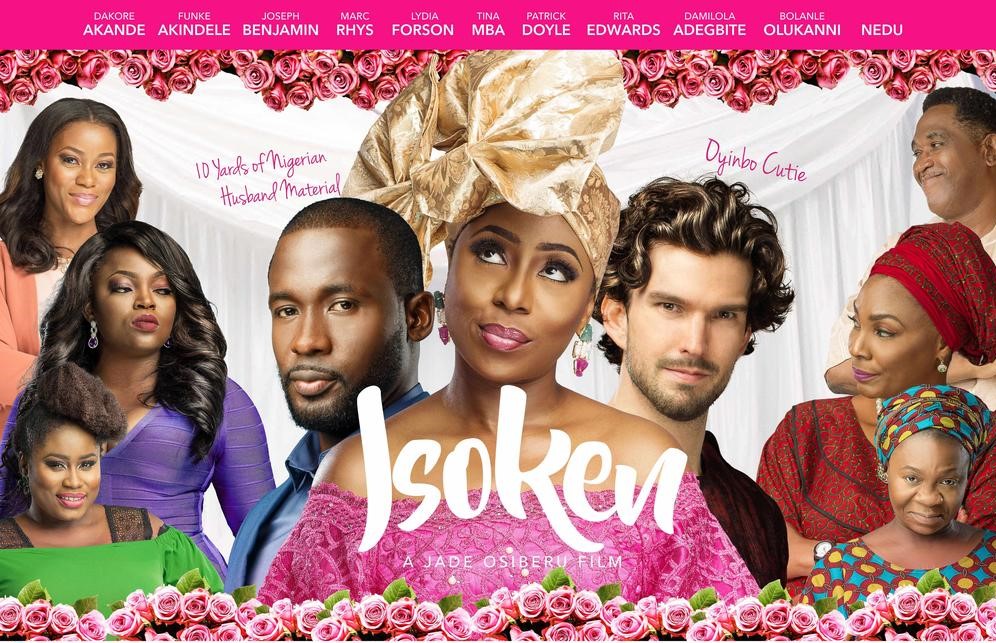 DAKORE FUNKE JOSEPH MARC LYDIA TINA PATRICK RITA DAMILOLA BOLANLE
AKANDE AKINDELE BENJAMIN RHYS FORSON MBA DOYLE EDWARDS ADEGBITE OLUKANNI NEDU
10 Yards of Nigerian
Husband Material
Oyinbo Cutie
Isoken
A JADE OSIBERU FILM